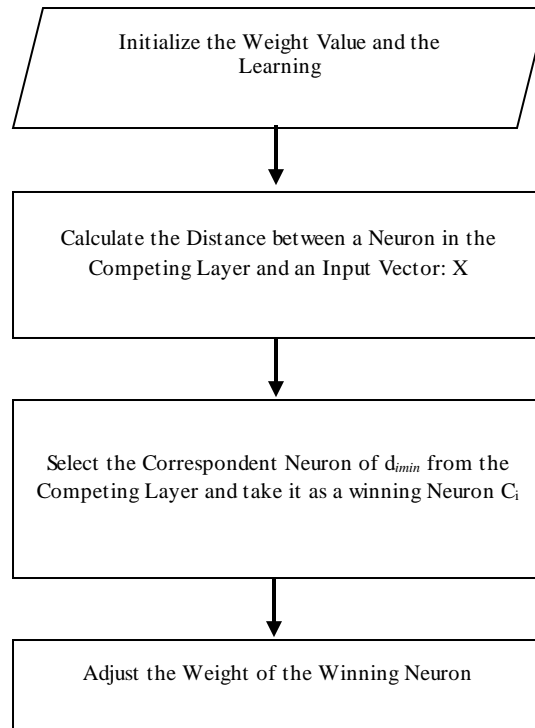 Initialize the Weight Value and the
Learning
Calculate the Distance between a Neuron in the
Competing Layer and an Input Vector: X
Select the Correspondent Neuron of dimin from the
Competing Layer and take it as a winning Neuron Ci
Adjust the Weight of the Winning Neuron